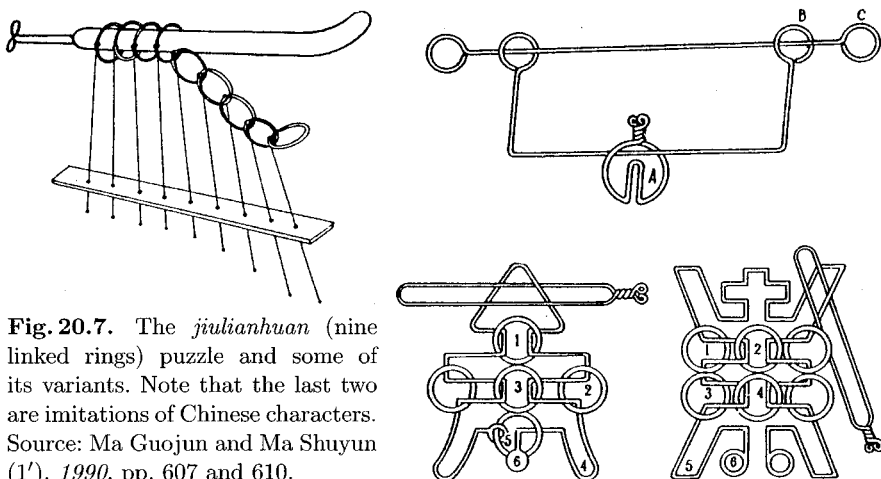 B
C
A
1
3
2
5
6
4
1
2
3
4
5
6
Fig. 20.7. The jiulianhuan (nine
linked rings) puzzle and some of
its variants. Note that the last two
are imitations of Chinese characters.
Source: Ma Guojun and Ma Shuyun
(1′), 1990, pp. 607 and 610.